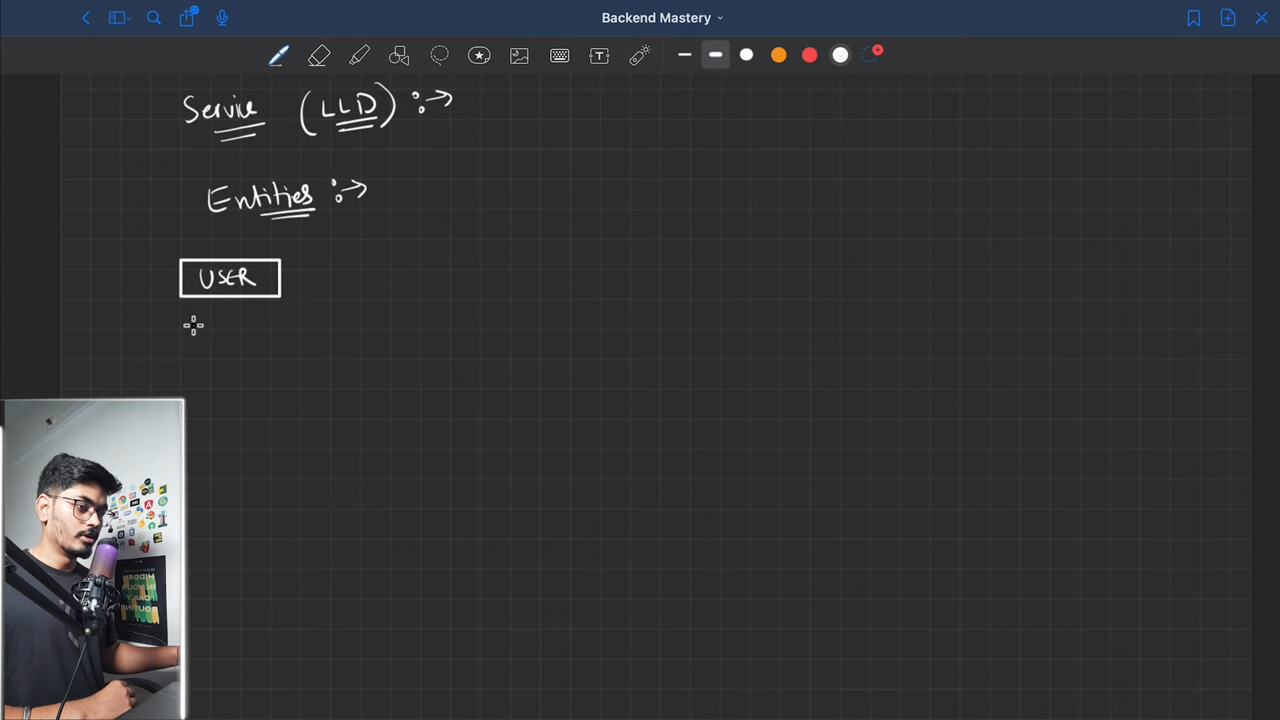 Backend Mastery
Service (LLD) :→
Entities :→
USER